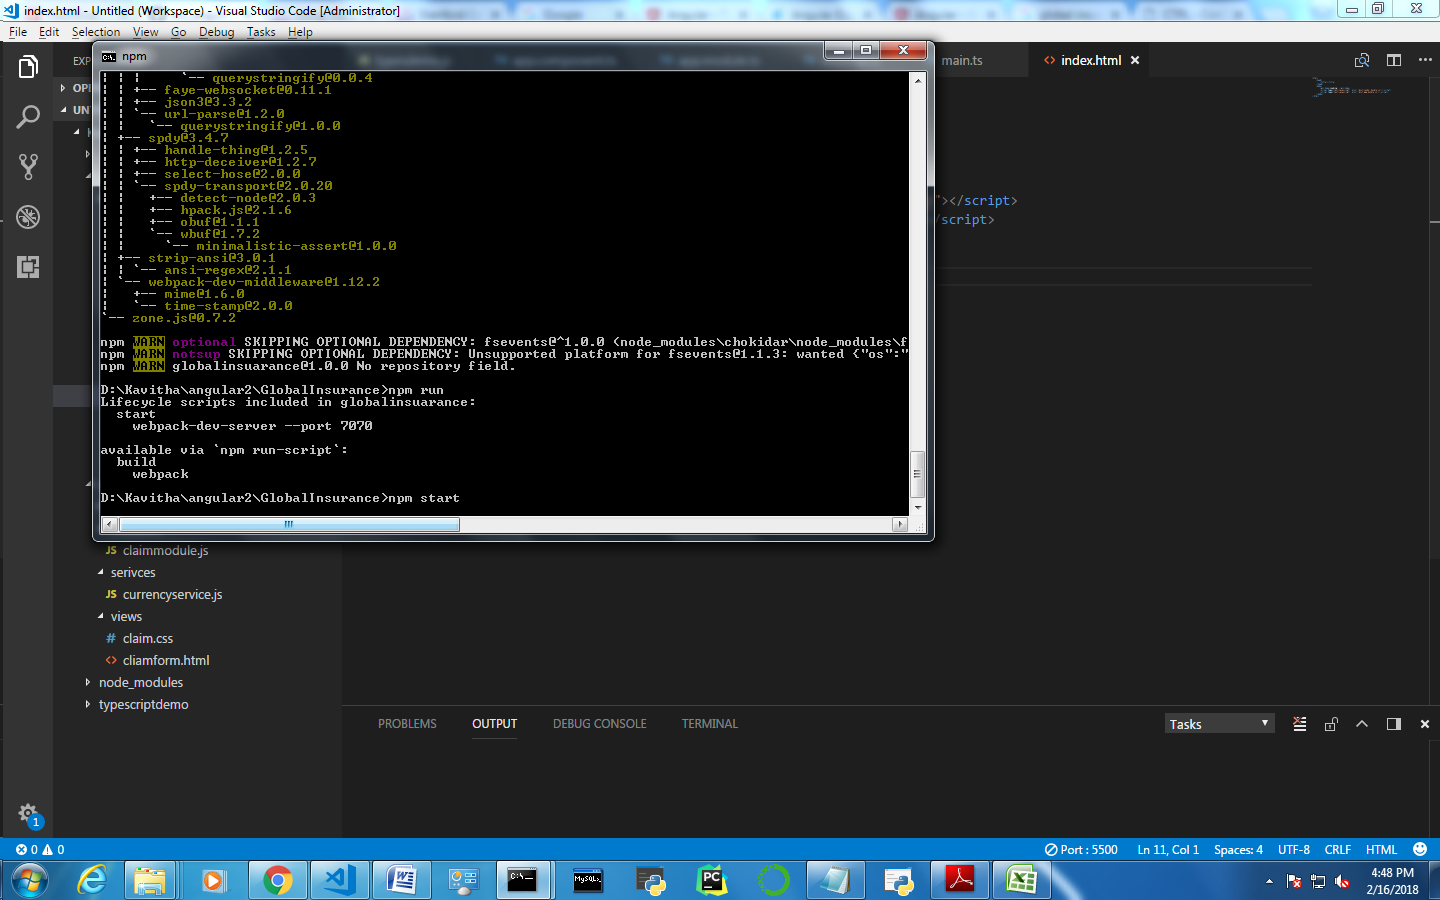 index.html - Untitled (Workspace) - Visual Studio Code [Administrator]
File Edit Selection View Go Debug Tasks Help
EXP
npm
main.ts
index.html
OPI
UNT
`-- querystringify@0.0.4
+-- faye-websocket@0.11.1
+-- json3@3.3.2
`-- url-parse@1.2.0
`-- querystringify@1.0.0
+-- spdy@3.4.7
+-- handle-thing@1.2.5
+-- http-deceiver@1.2.7
+-- select-hose@2.0.0
`-- spdy-transport@2.0.20
+-- detect-node@2.0.3
+-- hpack.js@2.1.6
+-- obuf@1.1.1
`-- wbuf@1.7.2
`-- minimalistic-assert@1.0.0
+-- strip-ansi@3.0.1
`-- ansi-regex@2.1.1
`-- webpack-dev-middleware@1.12.2
+-- mime@1.6.0
`-- time-stamp@2.0.0
`-- zone.js@0.7.2
npm WARN optional SKIPPING OPTIONAL DEPENDENCY: fsevents@^1.0.0 (node_modules\chokidar\node_modules\f
npm WARN notsup SKIPPING OPTIONAL DEPENDENCY: Unsupported platform for fsevents@1.1.3: wanted {"os":"
npm WARN globalinsuarance@1.0.0 No repository field.
D:\Kavitha\angular2\GlobalInsurance>npm run
Lifecycle scripts included in globalinsuarance:
start
webpack-dev-server --port 7070
available via `npm run-script`:
build
webpack
D:\Kavitha\angular2\GlobalInsurance>npm start
"></script>
/script>
JS claimmodule.js
serivces
JS currencyservice.js
views
# claim.css
<> cliamform.html
node_modules
typescriptdemo
PROBLEMS OUTPUT DEBUG CONSOLE TERMINAL
Tasks
1
0 0
Port : 5500 Ln 11, Col 1 Spaces: 4 UTF-8 CRLF HTML
4:48 PM
2/16/2018